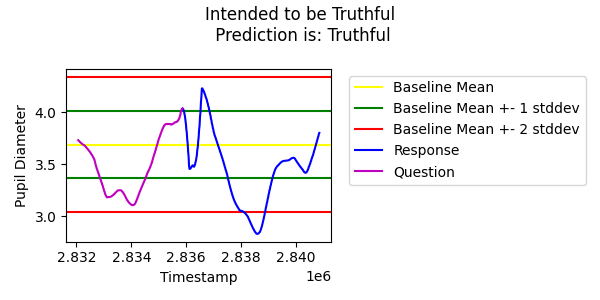 Intended to be Truthful
Prediction is: Truthful
Pupil Diameter
4.0
3.5
3.0
2.832 2.834 2.836 2.838 2.840
1e6
Timestamp
Baseline Mean
Baseline Mean +- 1 stddev
Baseline Mean +- 2 stddev
Response
Question